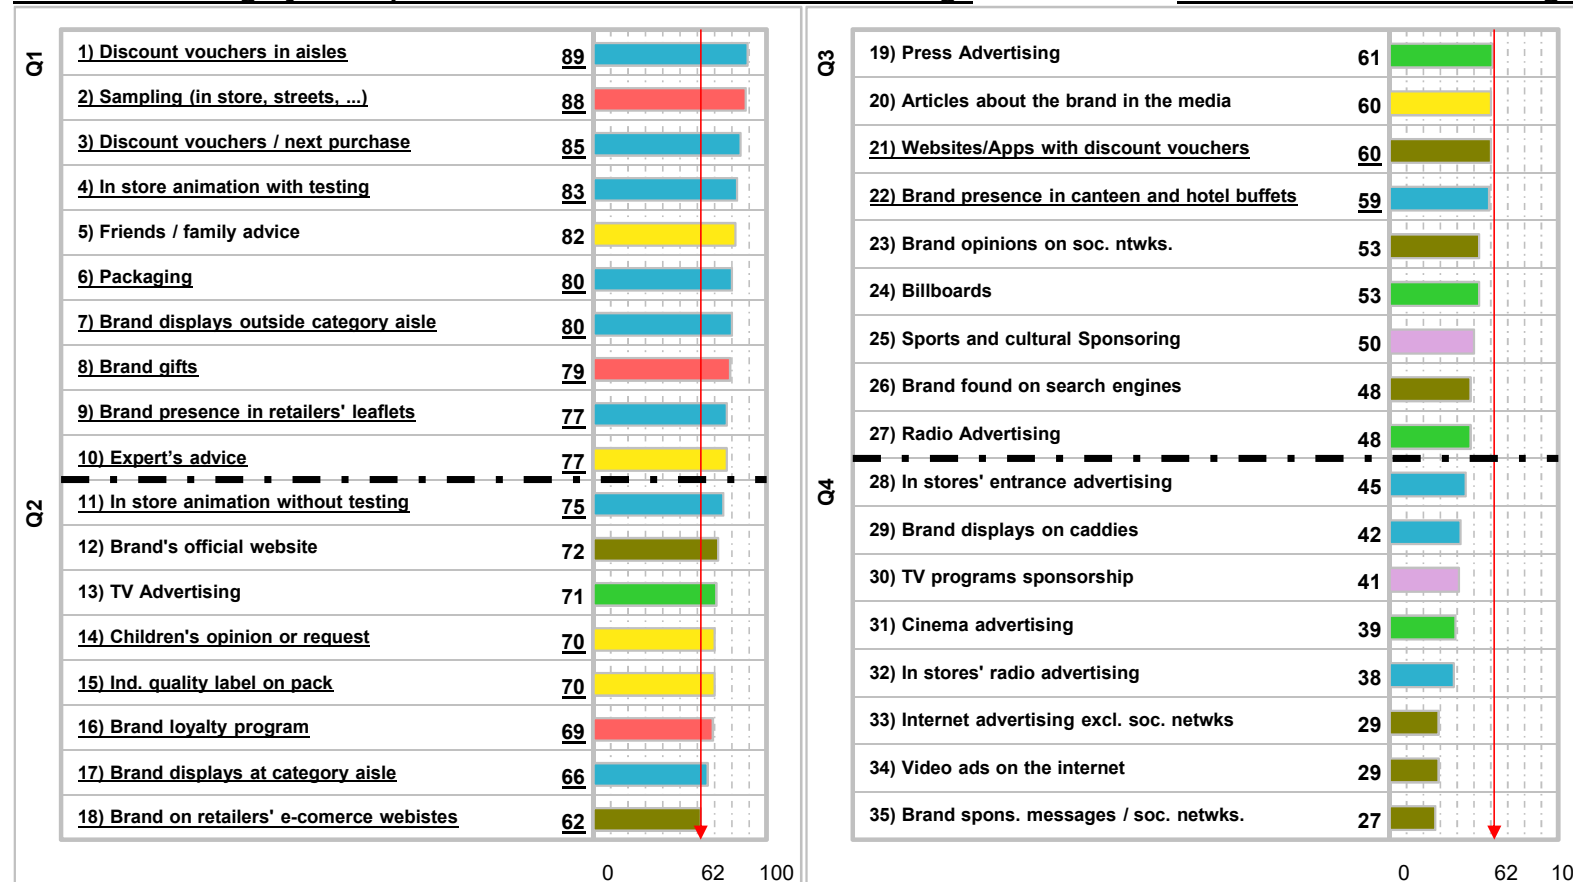 Q1
1) Discount vouchers in aisles 89
2) Sampling (in store, streets, ...) 88
3) Discount vouchers / next purchase 85
4) In store animation with testing 83
5) Friends / family advice 82
6) Packaging 80
7) Brand displays outside category aisle 80
8) Brand gifts 79
9) Brand presence in retailers' leaflets 77
10) Expert's advice 77
Q2
11) In store animation without testing 75
12) Brand's official website 72
13) TV Advertising 71
14) Children's opinion or request 70
15) Ind. quality label on pack 70
16) Brand loyalty program 69
17) Brand displays at category aisle 66
18) Brand on retailers' e-comerce webistes 62
0 62 100
Q3
19) Press Advertising 61
20) Articles about the brand in the media 60
21) Websites/Apps with discount vouchers 60
22) Brand presence in canteen and hotel buffets 59
23) Brand opinions on soc. ntwks. 53
24) Billboards 53
25) Sports and cultural Sponsoring 50
26) Brand found on search engines 48
27) Radio Advertising 48
Q4
28) In stores' entrance advertising 45
29) Brand displays on caddies 42
30) TV programs sponsorship 41
31) Cinema advertising 39
32) In stores' radio advertising 38
33) Internet advertising excl. soc. netwks 29
34) Video ads on the internet 29
35) Brand spons. messages / soc. netwks. 27
0 62 10